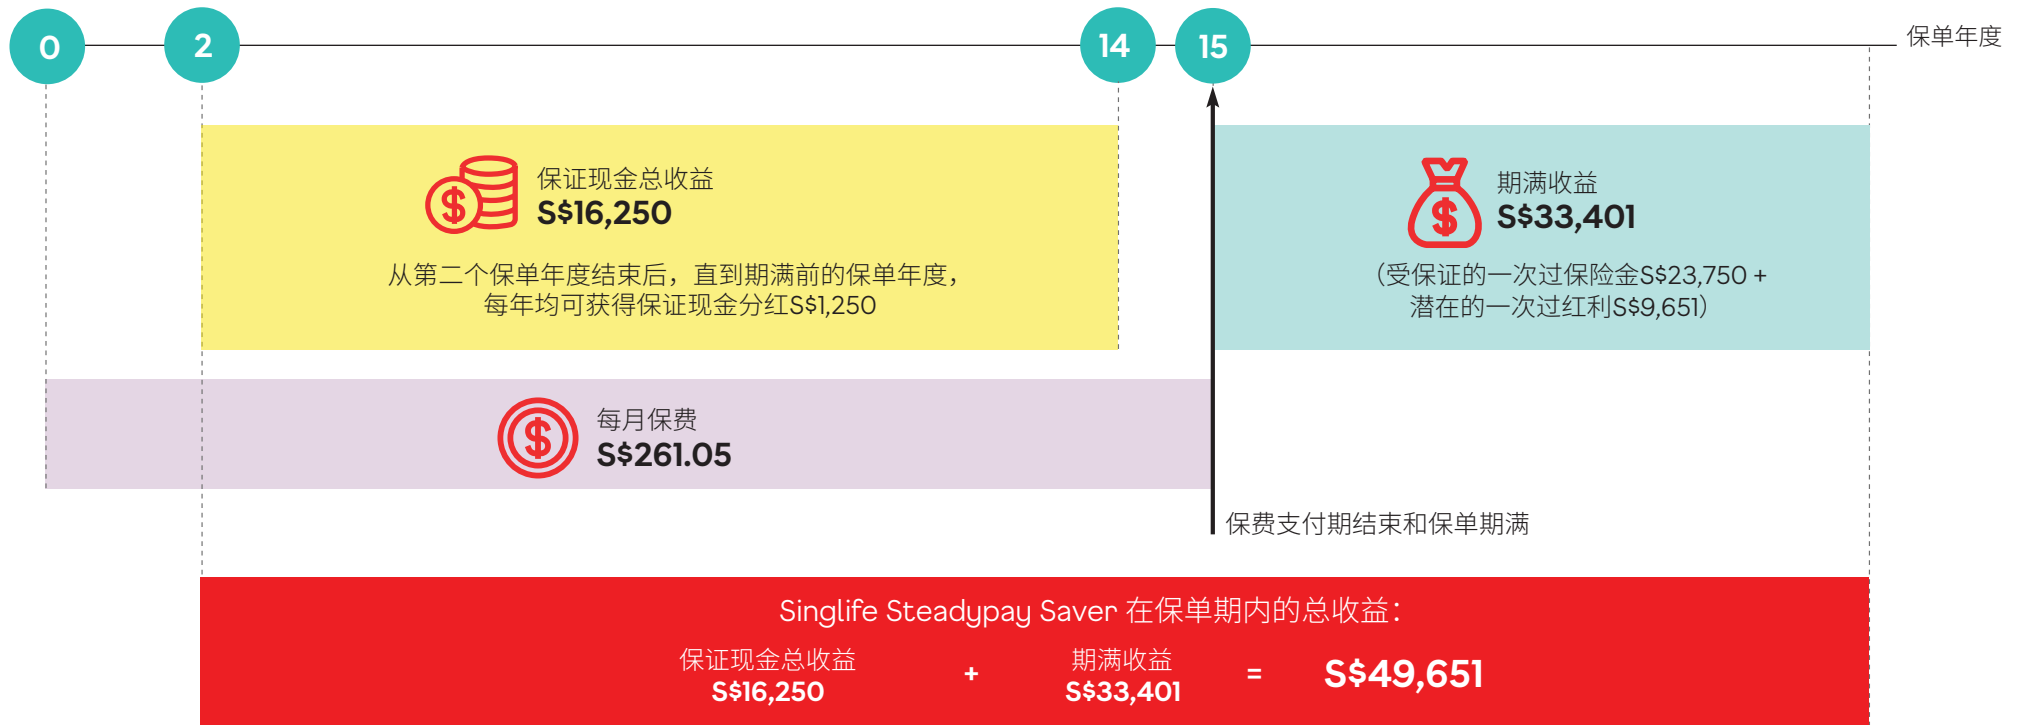 0
2
14
15
保单年度
保证现金总收益
S$16,250
从第二个保单年度结束后，直到期满前的保单年度，
每年均可获得保证现金分红S$1,250
期满收益
S$33,401
（受保证的一次过保险金S$23,750 +
潜在的一次过红利S$9,651）
每月保费
S$261.05
保费支付期结束和保单期满
Singlife Steadypay Saver 在保单期内的总收益：
保证现金总收益
S$16,250
+
期满收益
S$33,401
=
S$49,651